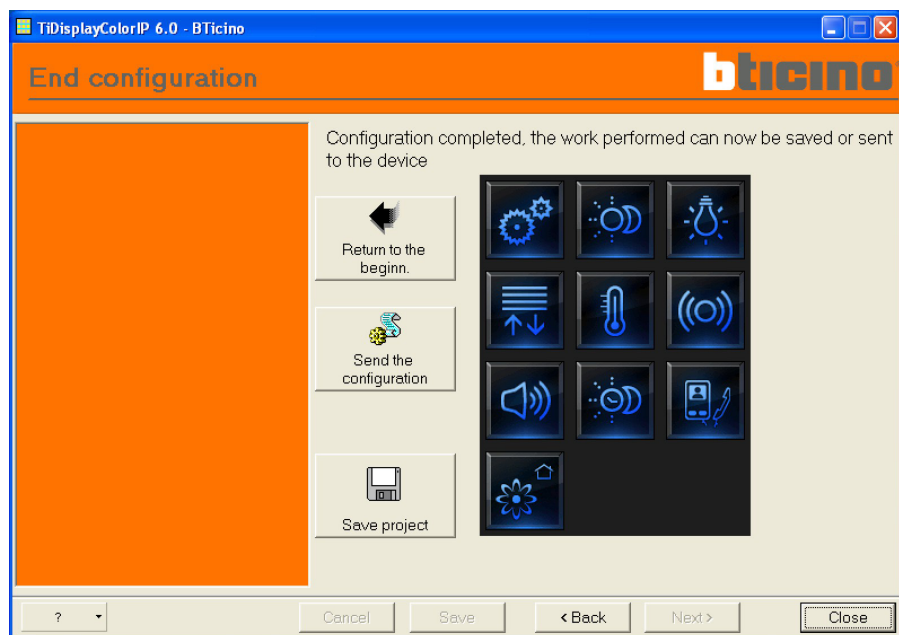 TiDisplayColorIP 6.0 - BTicino
End configuration
bticino
Configuration completed, the work performed can now be saved or sent
to the device
Return to the
beginn.
Send the
configuration
Save project
?
Cancel
Save
< Back
Next >
Close